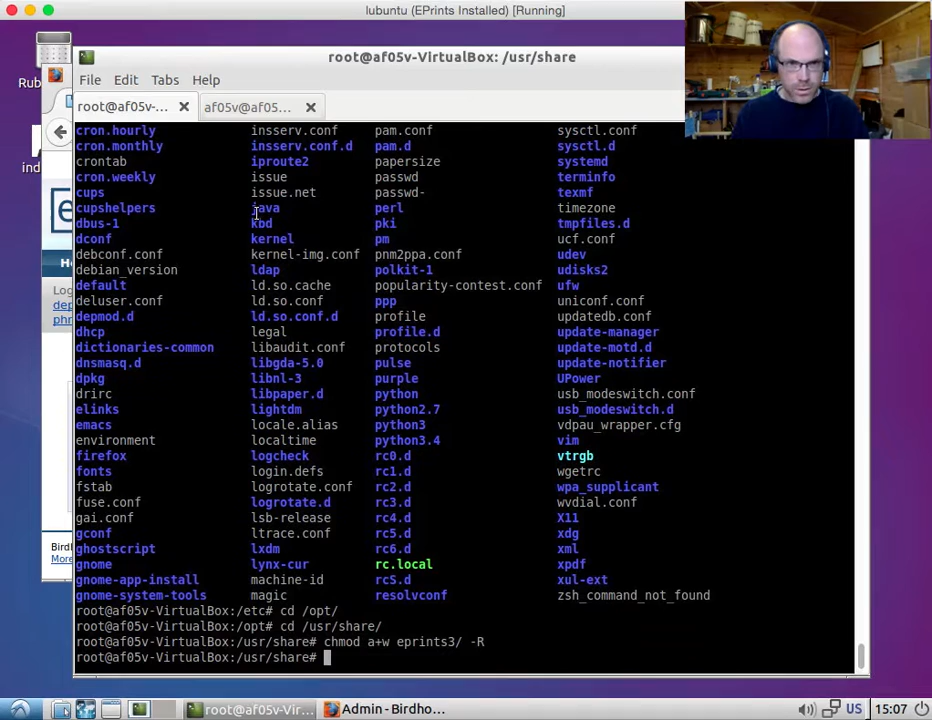 lubuntu (EPrints Installed) [Running]
Rub
ind
root@af05v-VirtualBox: /usr/share
File Edit Tabs Help
root@af05v-... af05v@af05...
cron.hourly insserv.conf pam.conf sysctl.conf
cron.monthly insserv.conf.d pam.d sysctl.d
crontab iproute2 papersize systemd
cron.weekly issue passwd terminfo
cups issue.net passwd- texmf
cupshelpers java perl timezone
dbus-1 kbd pki tmpfiles.d
dconf kernel pm ucf.conf
debconf.conf kernel-img.conf pnm2ppa.conf udev
debian_version ldap polkit-1 udisks2
default ld.so.cache popularity-contest.conf ufw
deluser.conf ld.so.conf ppp uniconf.conf
depmod.d ld.so.conf.d profile updatedb.conf
dhcp legal profile.d update-manager
dictionaries-common libaudit.conf protocols update-motd.d
dnsmasq.d libgda-5.0 pulse update-notifier
dpkg libnl-3 purple UPower
drirc libpaper.d python usb_modeswitch.conf
elinks lightdm python2.7 usb_modeswitch.d
emacs locale.alias python3 vdpau_wrapper.cfg
environment localtime python3.4 vim
firefox logcheck rc0.d vtrgb
fonts login.defs rc1.d wgetrc
fstab logrotate.conf rc2.d wpa_supplicant
fuse.conf logrotate.d rc3.d wvdial.conf
gai.conf lsb-release rc4.d X11
gconf ltrace.conf rc5.d xdg
ghostscript lxdm rc6.d xml
gnome lynx-cur rc.local xpdf
gnome-app-install machine-id rcS.d xul-ext
gnome-system-tools magic resolvconf zsh_command_not_found
root@af05v-VirtualBox:/etc# cd /opt/
root@af05v-VirtualBox:/opt# cd /usr/share/
root@af05v-VirtualBox:/usr/share# chmod a+w eprints3/ -R
root@af05v-VirtualBox:/usr/share#
Log
dep
phr
Bird
More
root@af05v-Vir... Admin - Birdho... US 15:07